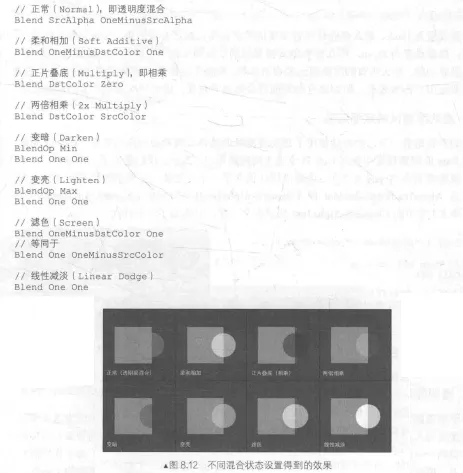 // 正常（Normal），即透明度混合
Blend SrcAlpha OneMinusSrcAlpha
// 柔和相加（Soft Additive）
Blend OneMinusDstColor One
// 正片叠底（Multiply），即相乘
Blend DstColor Zero
// 两倍相乘（2x Multiply）
Blend DstColor SrcColor
// 变暗（Darken）
BlendOp Min
Blend One One
// 变亮（Lighten）
BlendOp Max
Blend One One
// 滤色（Screen）
Blend OneMinusDstColor One
// 等同于
Blend One OneMinusSrcColor
// 线性减淡（Linear Dodge）
Blend One One
正常（透明度混合）
柔和相加
正片叠底（相乘）
两倍相乘
变暗
变亮
滤色
线性减淡
▲图 8.12 不同混合状态设置得到的效果